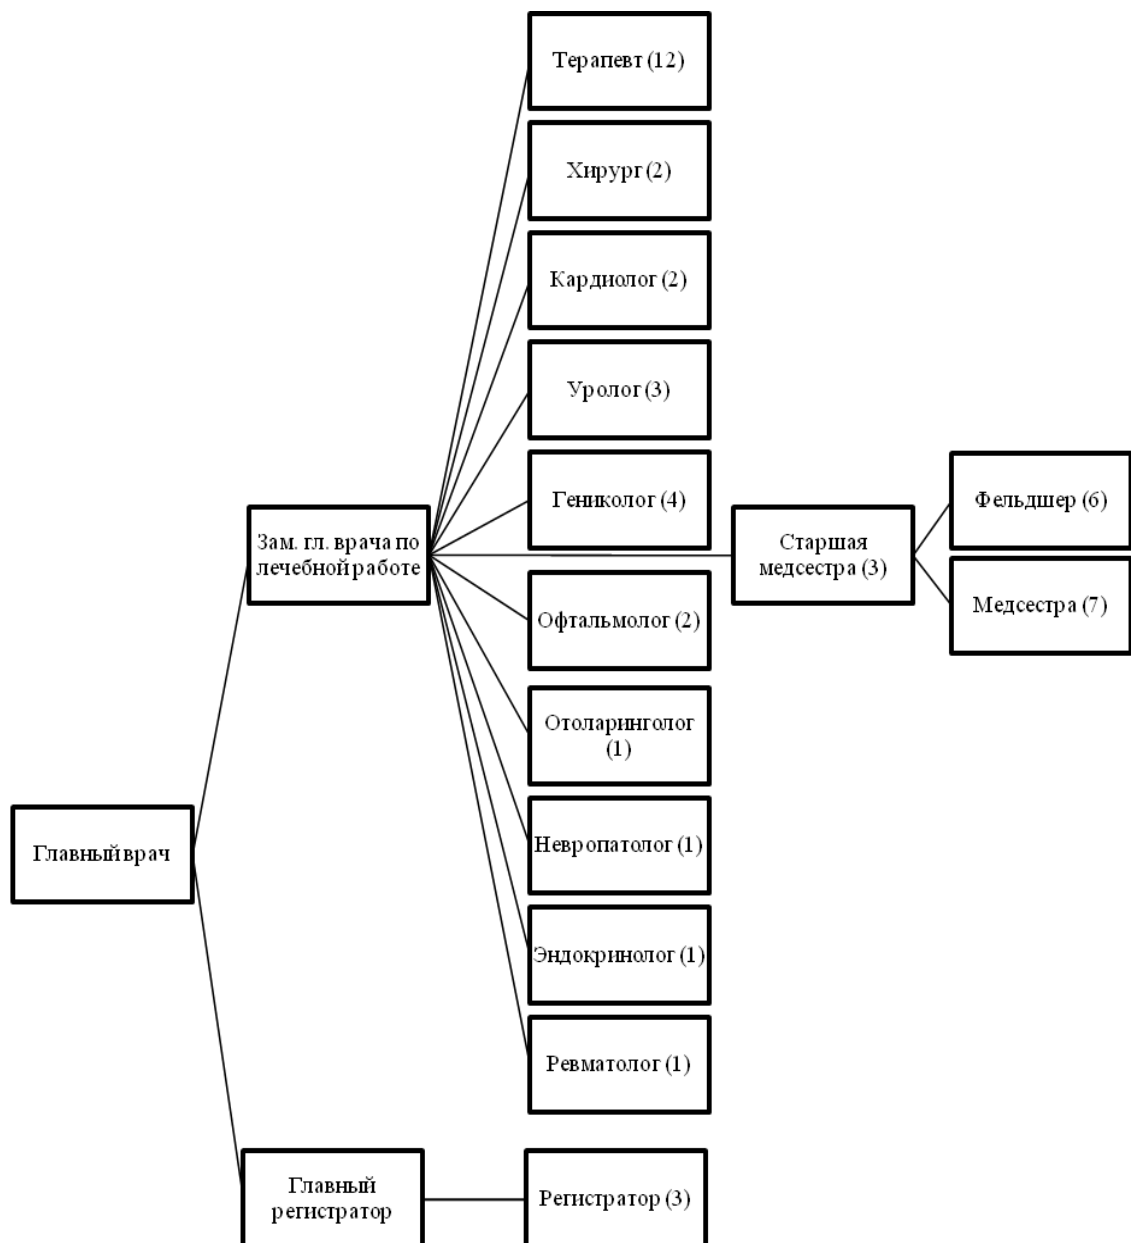 Терапевт (12)
Хирург (2)
Кардиолог (2)
Уролог (3)
Гениколог (4)
Зам. гл. врача по
лечебной работе
Старшая
медсестра (3)
Фельдшер (6)
Медсестра (7)
Офтальмолог (2)
Отоларинголог
(1)
Главный врач
Невропатолог (1)
Эндокринолог (1)
Ревматолог (1)
Главный
регистратор
Регистратор (3)